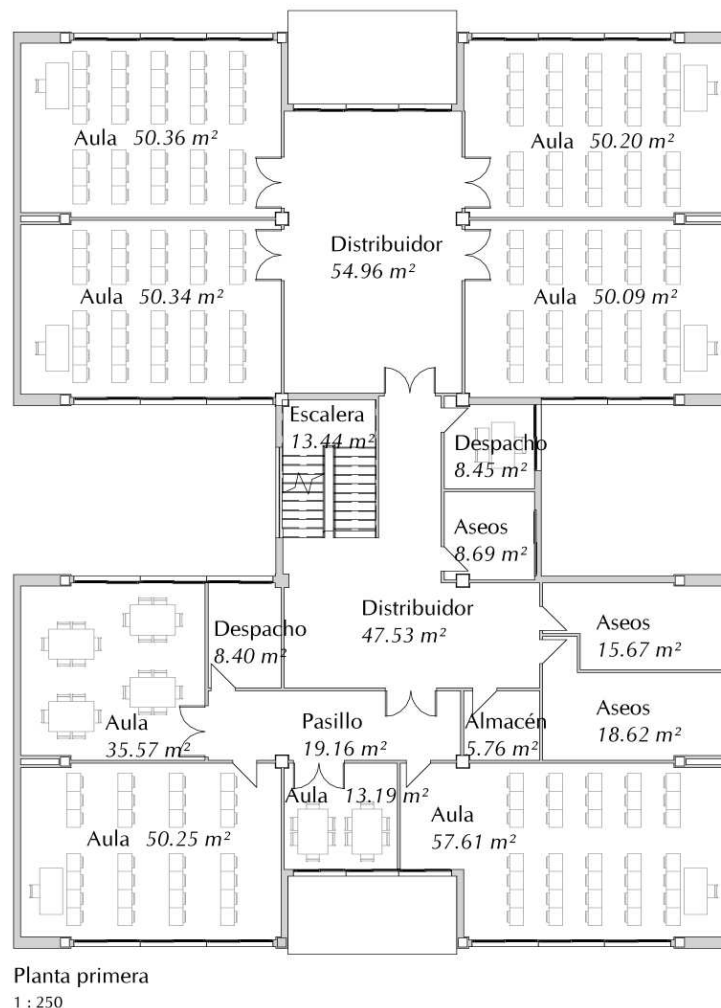 Aula 50.36 m²
Aula 50.20 m²
Distribuidor
54.96 m²
Aula 50.34 m²
Aula 50.09 m²
Escalera
13.44 m²
Despacho
8.45 m²
Aseos
8.69 m²
Distribuidor
47.53 m²
Despacho
8.40 m²
Aseos
15.67 m²
Aula
35.57 m²
Pasillo
19.16 m²
Almacén
5.76 m²
Aseos
18.62 m²
Aula 50.25 m²
Aula 13.19 m²
Aula
57.61 m²
Planta primera
1 : 250